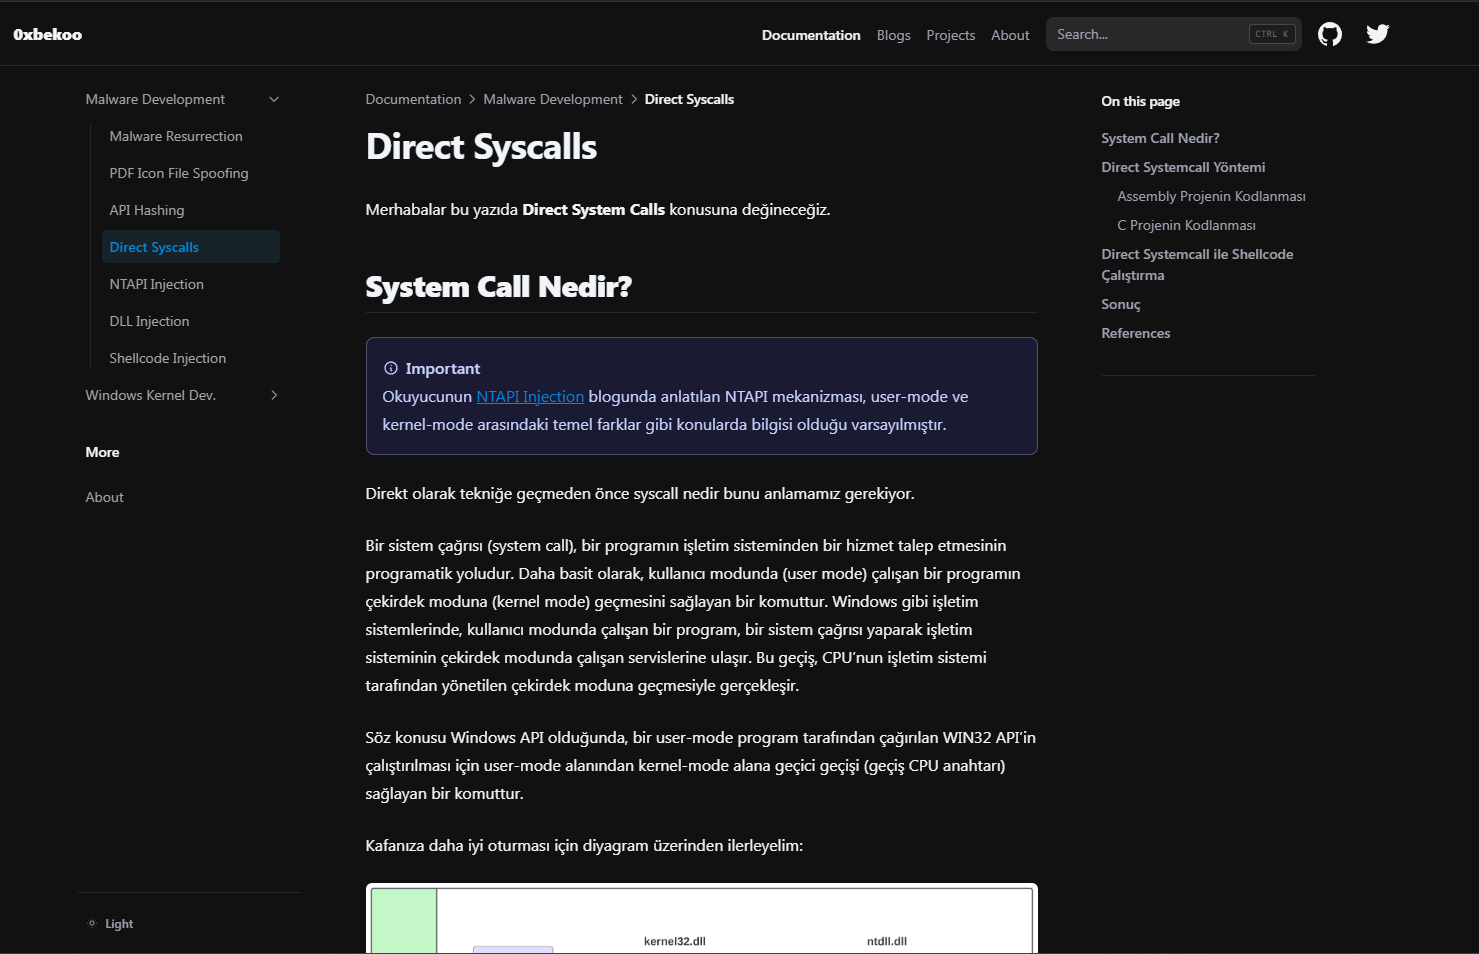 0xbekoo
Documentation Blogs Projects About Search... CTRL K
Malware Development
Malware Resurrection
PDF Icon File Spoofing
API Hashing
Direct Syscalls
NTAPI Injection
DLL Injection
Shellcode Injection
Windows Kernel Dev.
More
About
Light
Documentation > Malware Development > Direct Syscalls
Direct Syscalls
Merhabalar bu yazıda Direct System Calls konusuna değineceğiz.
System Call Nedir?
Important
Okuyucunun NTAPI Injection blogunda anlatılan NTAPI mekanizması, user-mode ve
kernel-mode arasındaki temel farklar gibi konularda bilgisi olduğu varsayılmıştır.
Direkt olarak tekniğe geçmeden önce syscall nedir bunu anlamamız gerekiyor.
Bir sistem çağrısı (system call), bir programın işletim sisteminden bir hizmet talep etmesinin
programatik yoludur. Daha basit olarak, kullanıcı modunda (user mode) çalışan bir programın
çekirdek moduna (kernel mode) geçmesini sağlayan bir komuttur. Windows gibi işletim
sistemlerinde, kullanıcı modunda çalışan bir program, bir sistem çağrısı yaparak işletim
sisteminin çekirdek modunda çalışan servislerine ulaşır. Bu geçiş, CPU’nun işletim sistemi
tarafından yönetilen çekirdek moduna geçmesiyle gerçekleşir.
Söz konusu Windows API olduğunda, bir user-mode program tarafından çağırılan WIN32 API’in
çalıştırılması için user-mode alanından kernel-mode alana geçici geçişi (geçiş CPU anahtarı)
sağlayan bir komuttur.
Kafanıza daha iyi oturması için diyagram üzerinden ilerleyelim:
kernel32.dll ntdll.dll
On this page
System Call Nedir?
Direct Systemcall Yöntemi
Assembly Projenin Kodlanması
C Projenin Kodlanması
Direct Systemcall ile Shellcode
Çalıştırma
Sonuç
References